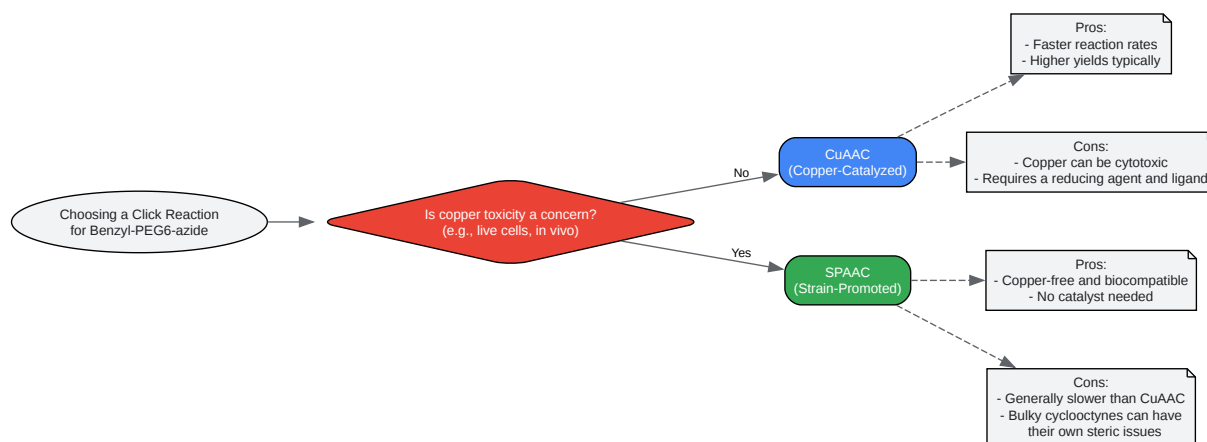 Choosing a Click Reaction
for Benzyl-PEG6-azide
Is copper toxicity a concern?
(e.g., live cells, in vivo)
No
Yes
CuAAC
(Copper-Catalyzed)
Pros:
- Faster reaction rates
- Higher yields typically
Cons:
- Copper can be cytotoxic
- Requires a reducing agent and ligand
SPAAC
(Strain-Promoted)
Pros:
- Copper-free and biocompatible
- No catalyst needed
Cons:
- Generally slower than CuAAC
- Bulky cyclooctynes can have
their own steric issues